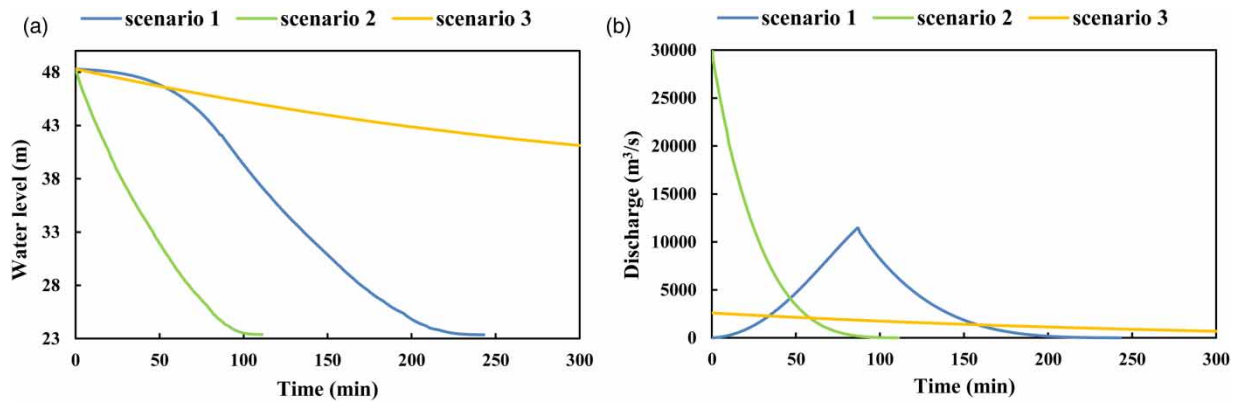 (a)
scenario 1 scenario 2 scenario 3
48
43
38
33
28
23
Water level (m)
0 50 100 150 200 250 300
Time (min)
(b)
scenario 1 scenario 2 scenario 3
30000
25000
20000
15000
10000
5000
0
Discharge (m³/s)
0 50 100 150 200 250 300
Time (min)